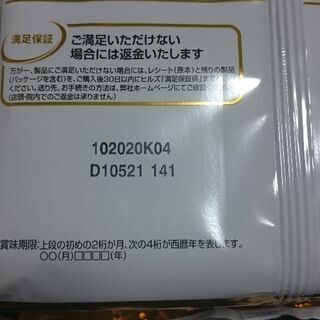 満足保証
ご満足いただけない
場合には返金いたします
万が一、製品にご満足いただけない場合には、レシート(原本)と残りの製品
(パッケージを含む)を、ご購入後30日以内にヒルズ「満足保証係」まで
ください。送り先、お手続きの方法は、弊社ホームページにてご確認くだ
(店頭・院内でのご返金は承りません)
102020K04
D10521 141
賞味期限:上段の初めの2桁が月、次の4桁が西暦年を表します。
○○(月)□□□□(年)